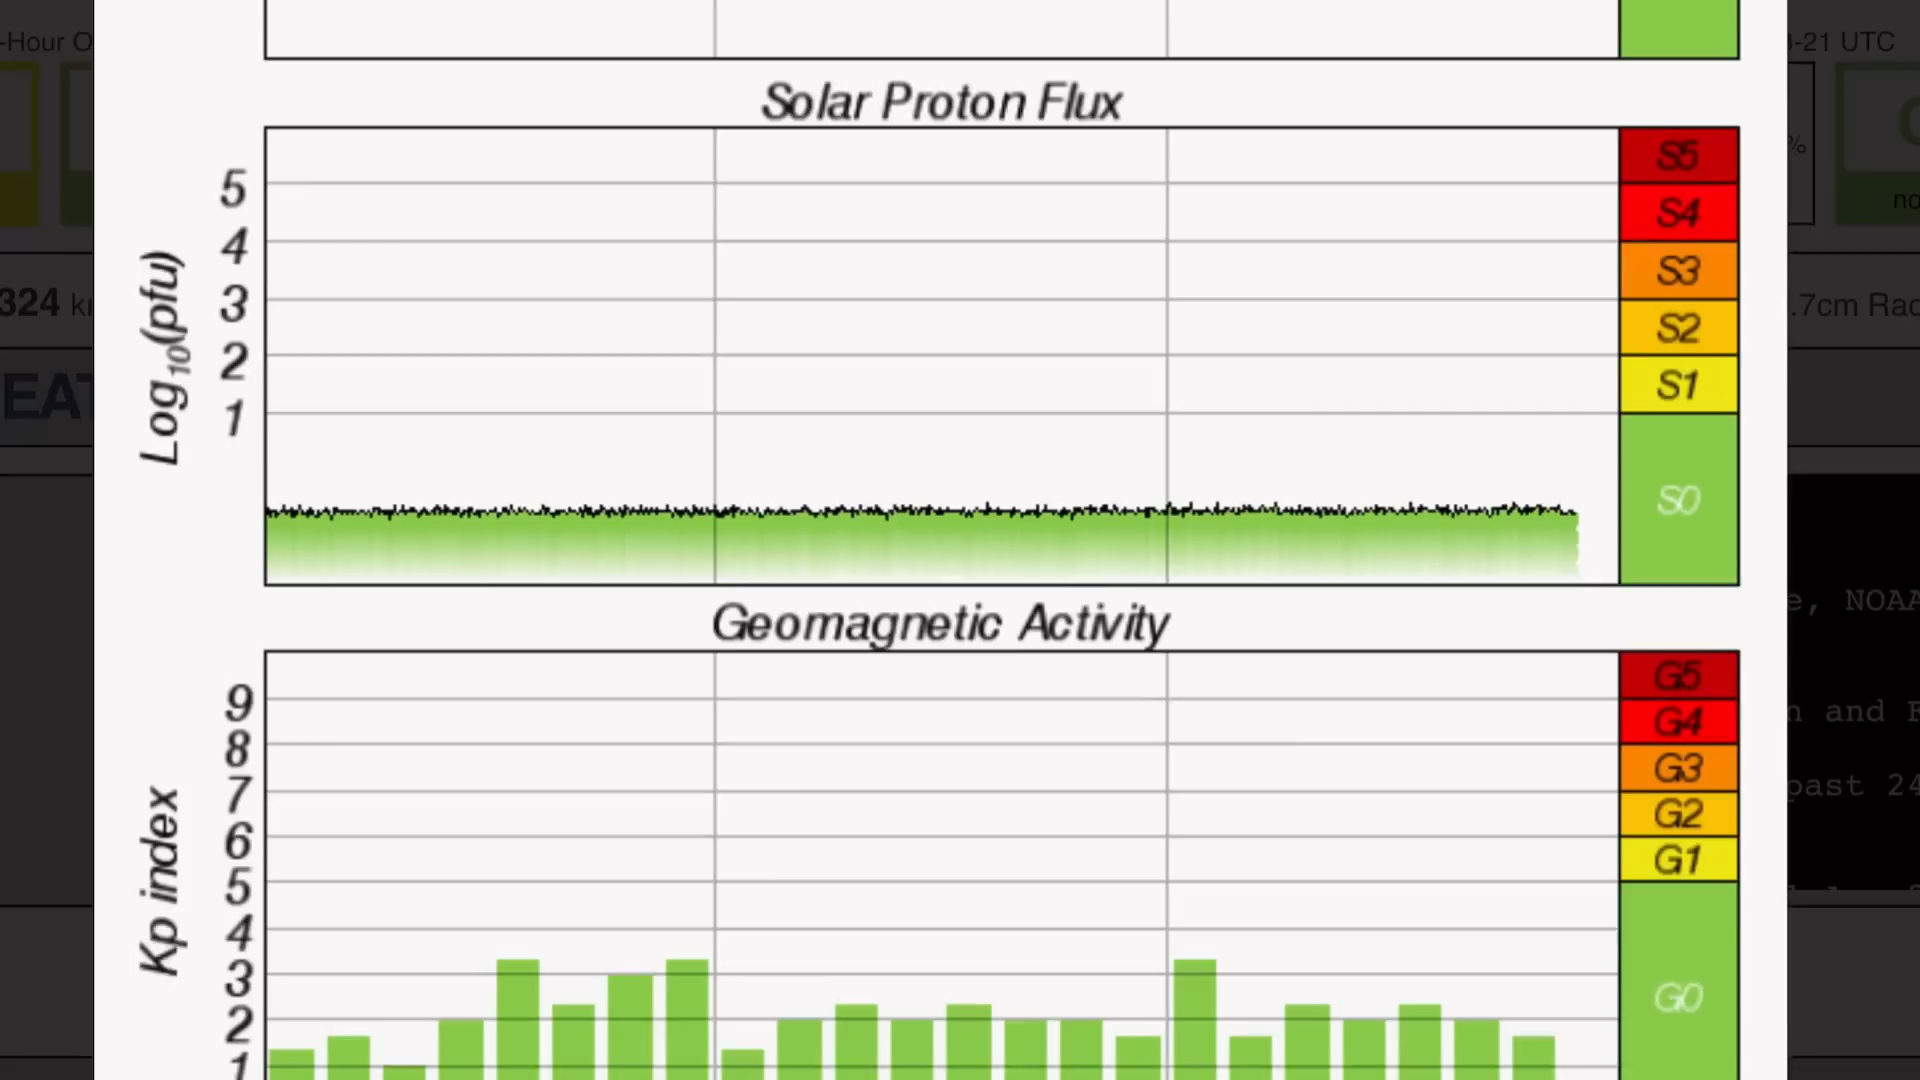 -Hour O
-21 UTC
Solar Proton Flux
S5
%
5
S4
no
4
S3
324 k
3
.7cm Rad
Log10(pfu)
S2
2
S1
EAT
1
S0
e, NOAA
Geomagnetic Activity
G5
9
G4
n and
8
G3
past 24
7
G2
6
G1
Kp index
5
4
3
G0
2
1